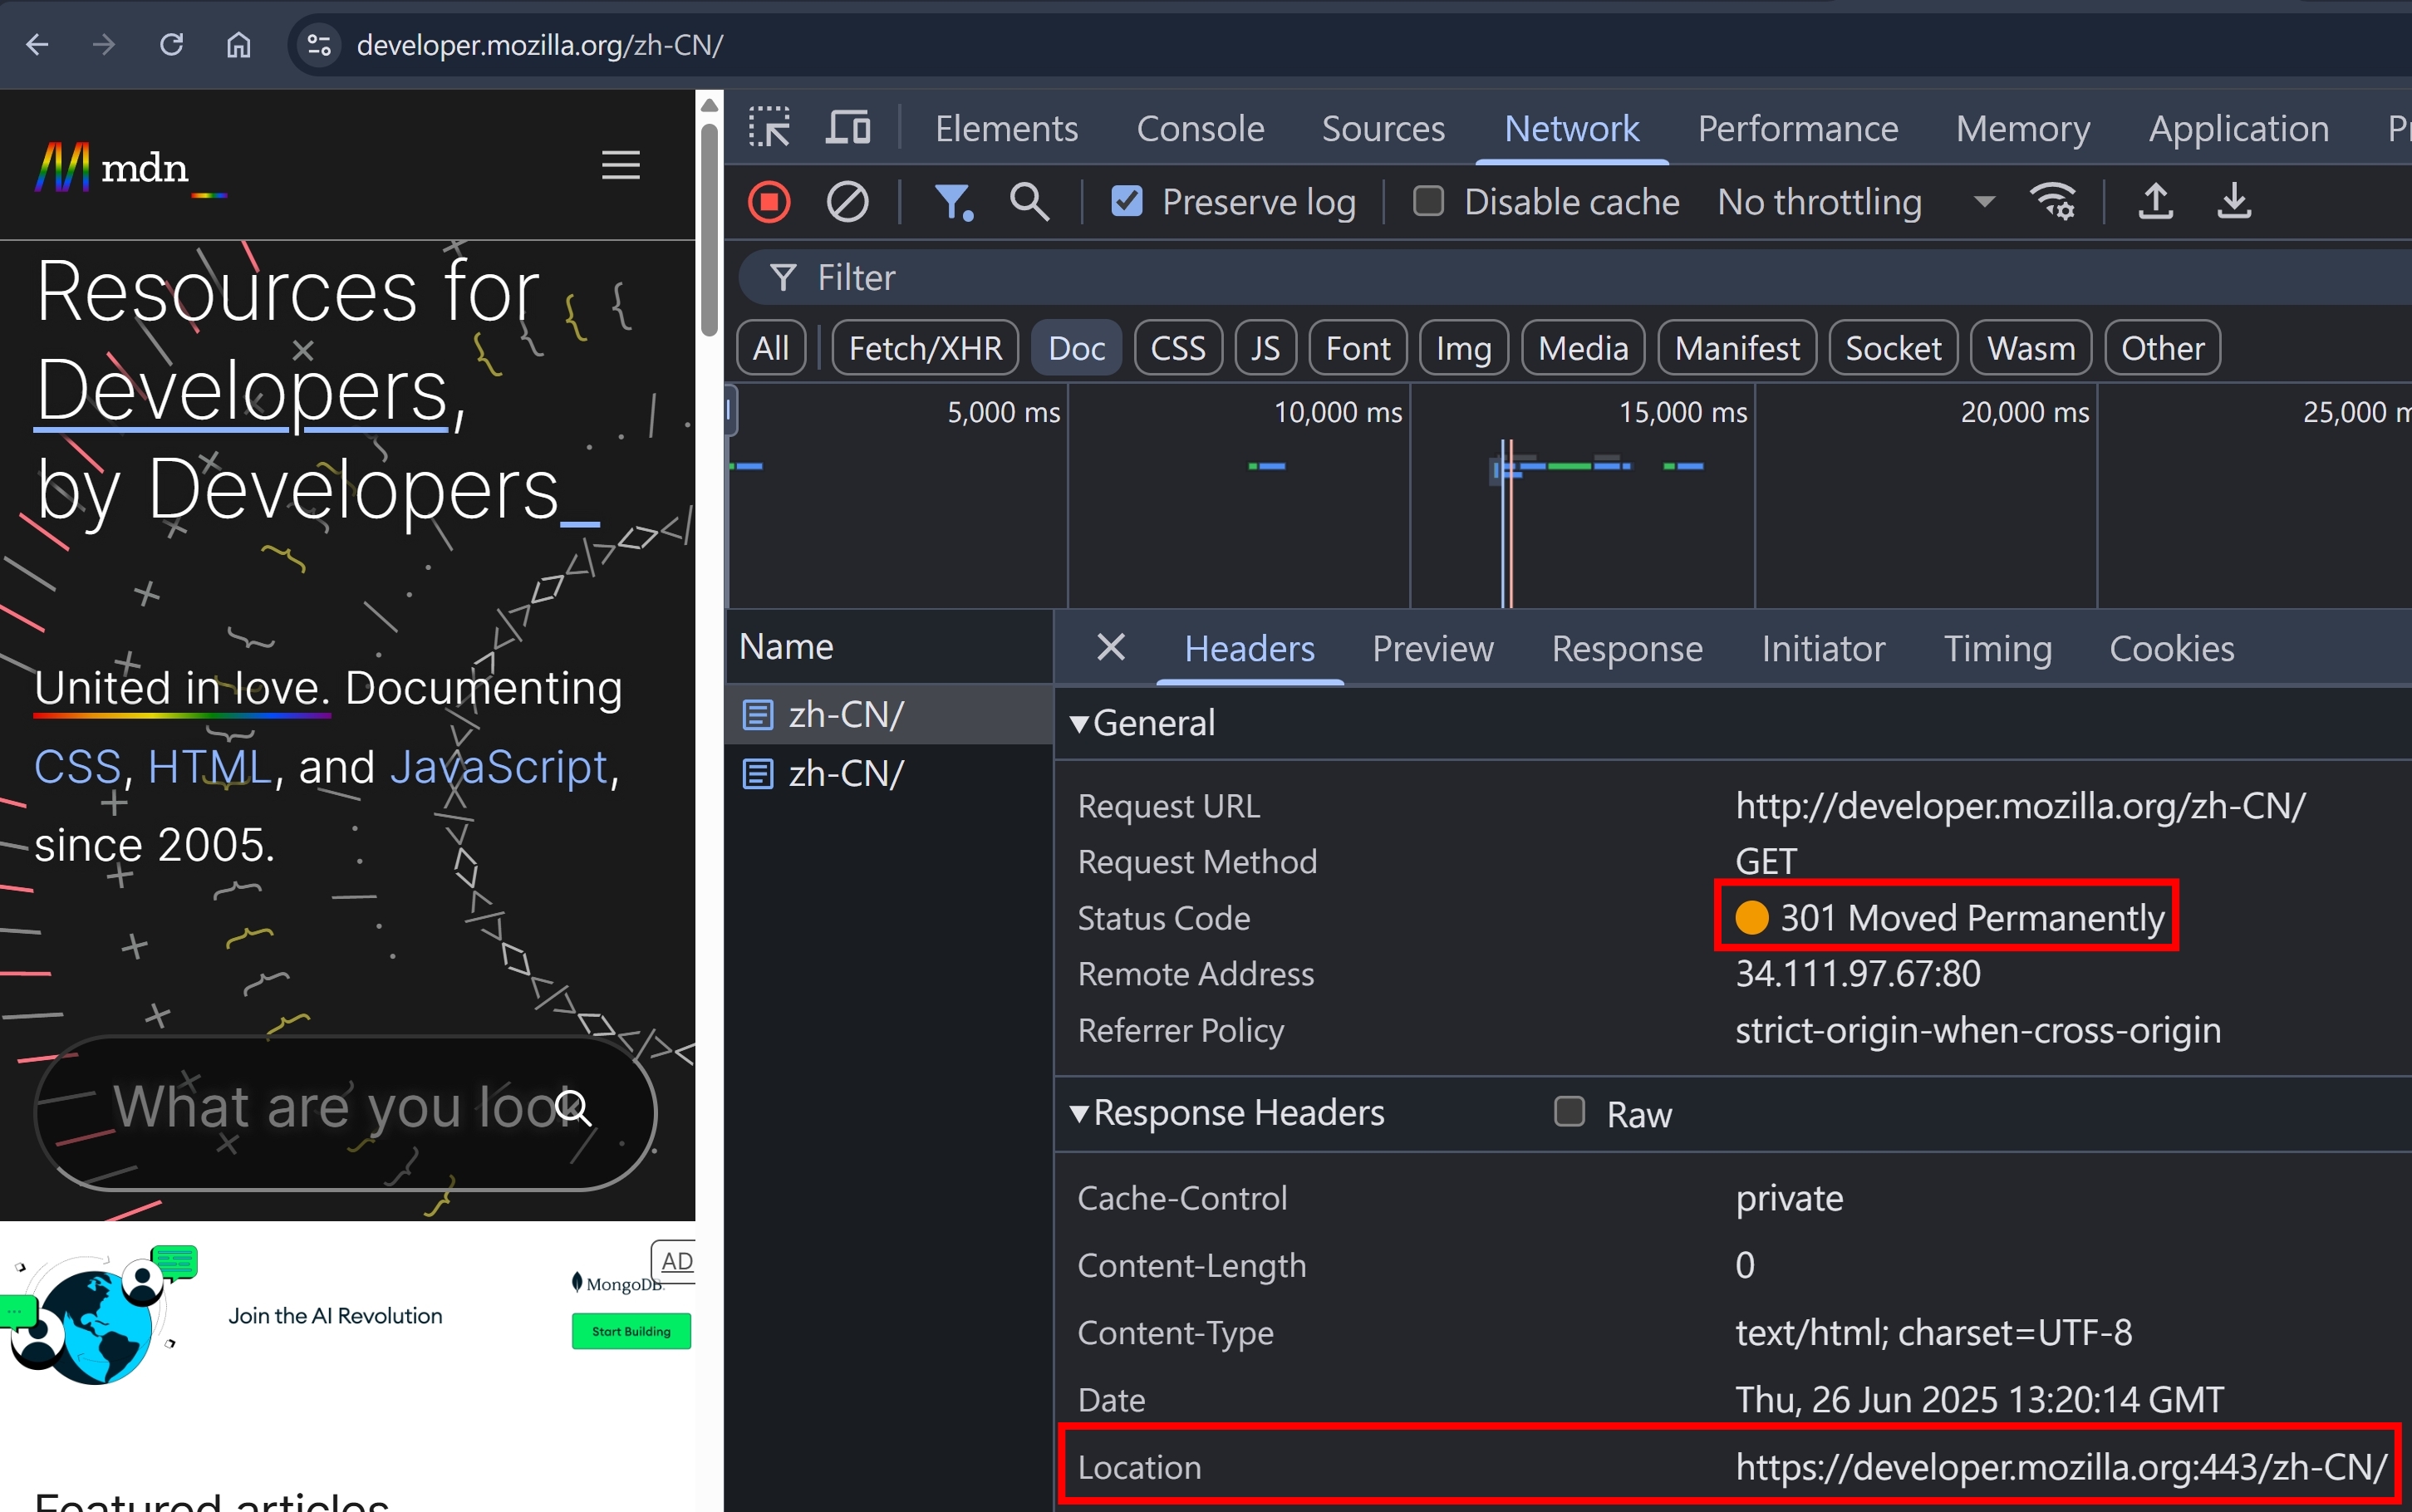 developer.mozilla.org/zh-CN/
mdn_
Resources for
Developers,
by Developers_
United in love. Documenting
CSS, HTML, and JavaScript,
since 2005.
What are you look
AD
Join the AI Revolution
MongoDB.
Start Building
Featured articles
Elements Console Sources Network Performance Memory Application
Preserve log Disable cache No throttling
Filter
All Fetch/XHR Doc CSS JS Font Img Media Manifest Socket Wasm Other
5,000 ms 10,000 ms 15,000 ms 20,000 ms 25,000
Name
zh-CN/
zh-CN/
Headers Preview Response Initiator Timing Cookies
General
Request URL http://developer.mozilla.org/zh-CN/
Request Method GET
Status Code 301 Moved Permanently
Remote Address 34.111.97.67:80
Referrer Policy strict-origin-when-cross-origin
Response Headers Raw
Cache-Control private
Content-Length 0
Content-Type text/html; charset=UTF-8
Date Thu, 26 Jun 2025 13:20:14 GMT
Location https://developer.mozilla.org:443/zh-CN/